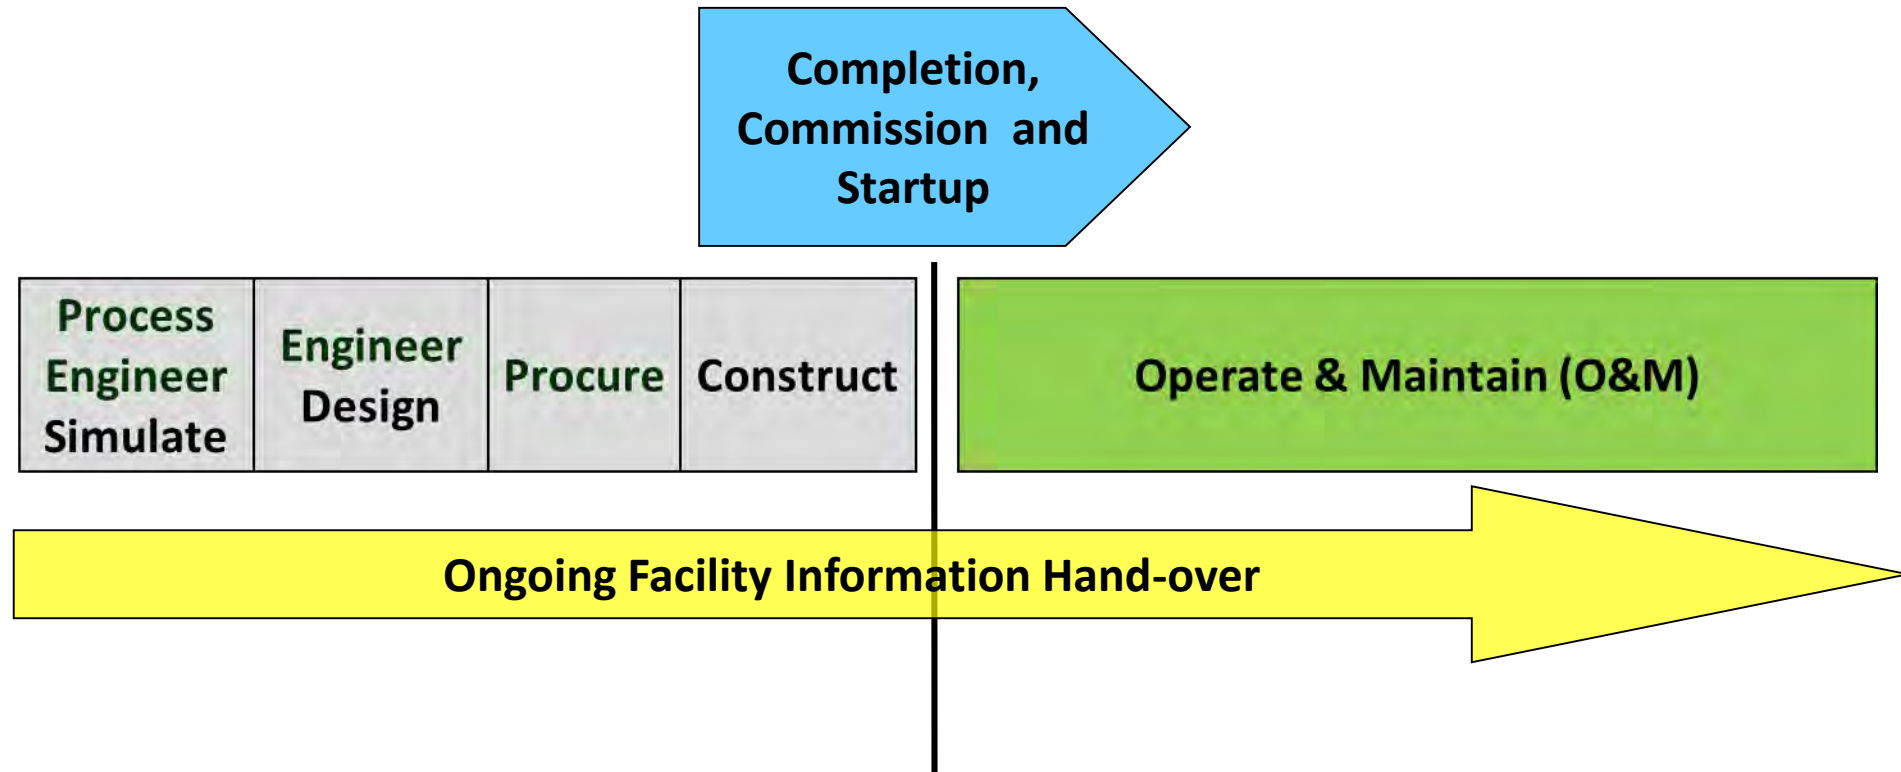 Completion,
Commission and
Startup
Process
Engineer
Simulate
Engineer
Design
Procure
Construct
Operate & Maintain (O&M)
Ongoing Facility Information Hand-over